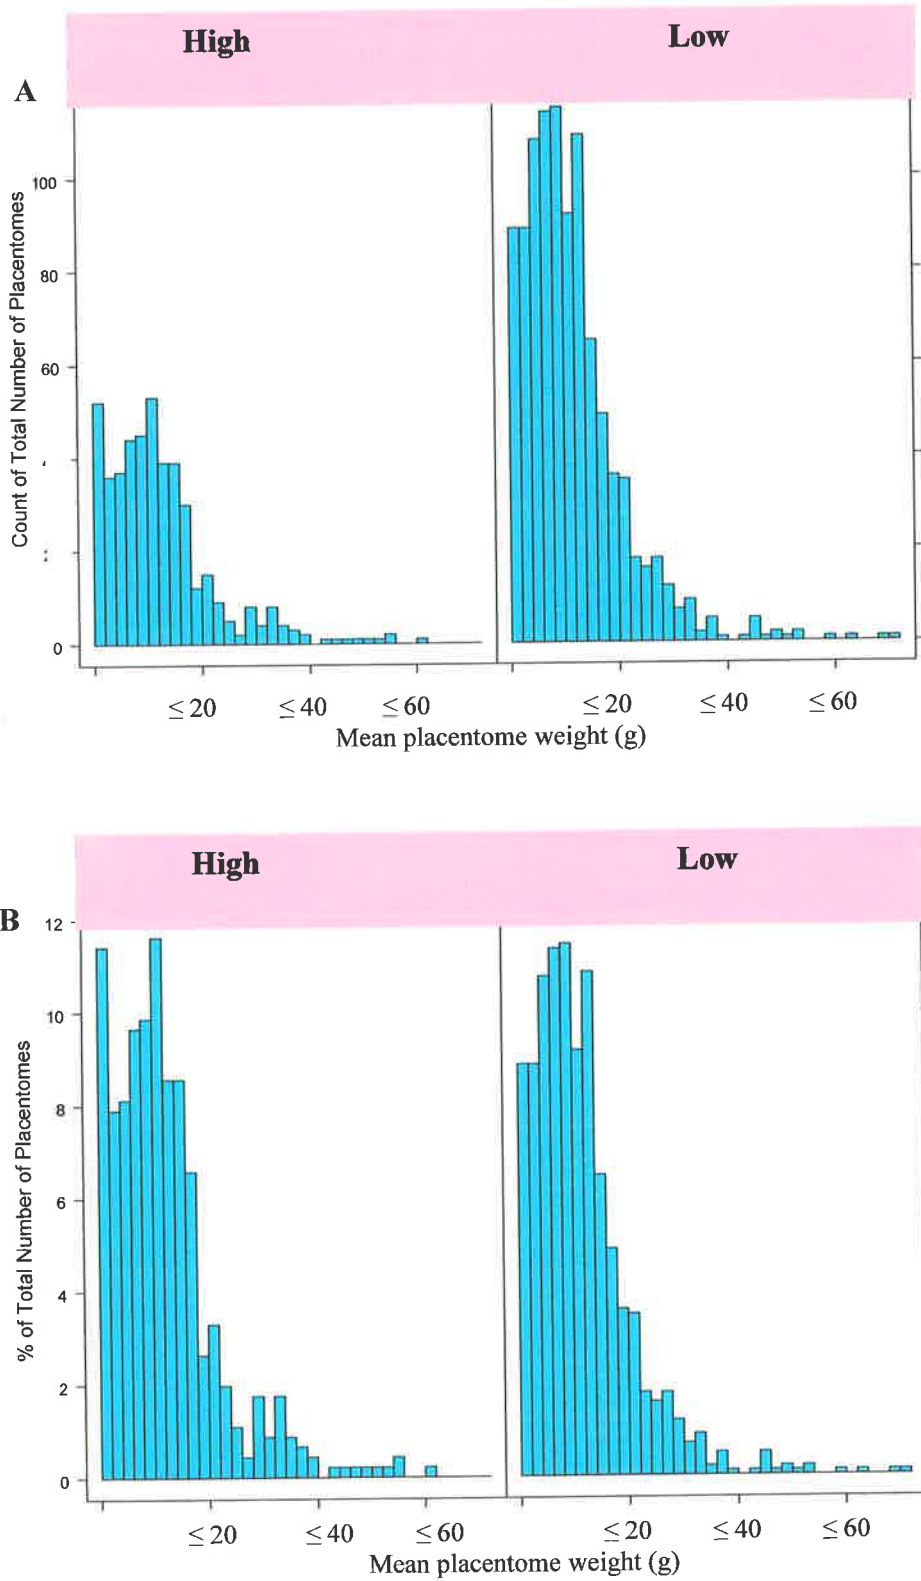 High Low
A
Count of Total Number of Placentomes
100
80
60
0
≤ 20 ≤ 40 ≤ 60 ≤ 20 ≤ 40 ≤ 60
Mean placentome weight (g)
High Low
B
% of Total Number of Placentomes
12
10
8
6
4
2
0
≤ 20 ≤ 40 ≤ 60 ≤ 20 ≤ 40 ≤ 60
Mean placentome weight (g)